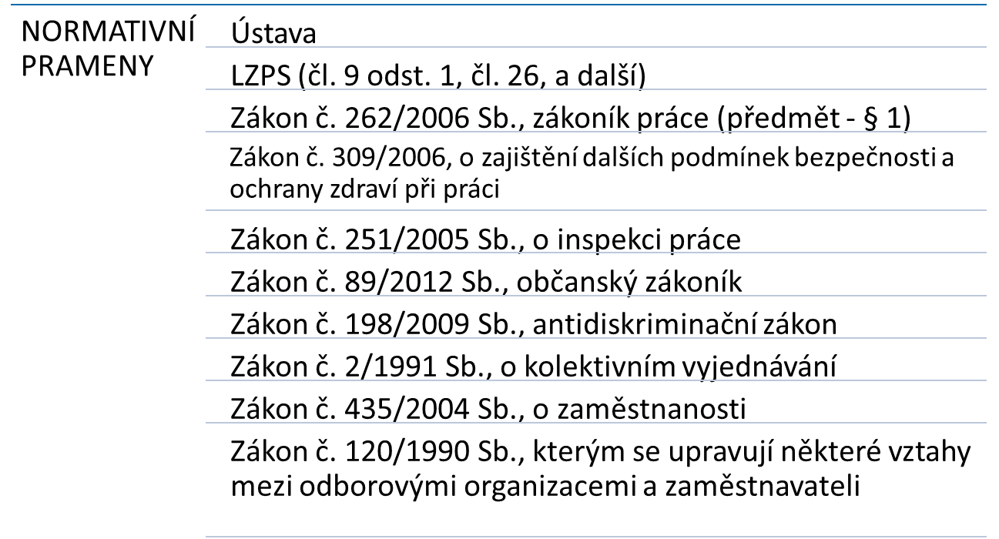 NORMATIVNÍ
PRAMENY
Ústava
LZPS (čl. 9 odst. 1, čl. 26, a další)
Zákon č. 262/2006 Sb., zákoník práce (předmět - § 1)
Zákon č. 309/2006, o zajištění dalších podmínek bezpečnosti a
ochrany zdraví při práci
Zákon č. 251/2005 Sb., o inspekci práce
Zákon č. 89/2012 Sb., občanský zákoník
Zákon č. 198/2009 Sb., antidiskriminační zákon
Zákon č. 2/1991 Sb., o kolektivním vyjednávání
Zákon č. 435/2004 Sb., o zaměstnanosti
Zákon č. 120/1990 Sb., kterým se upravují některé vztahy
mezi odborovými organizacemi a zaměstnavateli